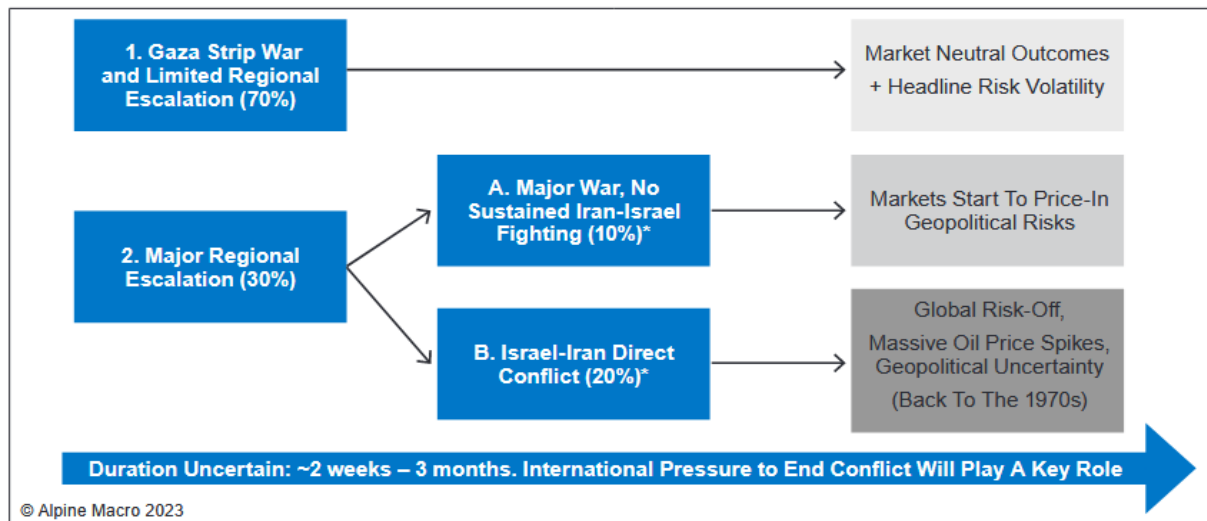 1. Gaza Strip War
and Limited Regional
Escalation (70%)
Market Neutral Outcomes
+ Headline Risk Volatility
2. Major Regional
Escalation (30%)
A. Major War, No
Sustained Iran-Israel
Fighting (10%)*
Markets Start To Price-In
Geopolitical Risks
B. Israel-Iran Direct
Conflict (20%)*
Global Risk-Off,
Massive Oil Price Spikes,
Geopolitical Uncertainty
(Back To The 1970s)
Duration Uncertain: ~2 weeks – 3 months. International Pressure to End Conflict Will Play A Key Role
© Alpine Macro 2023